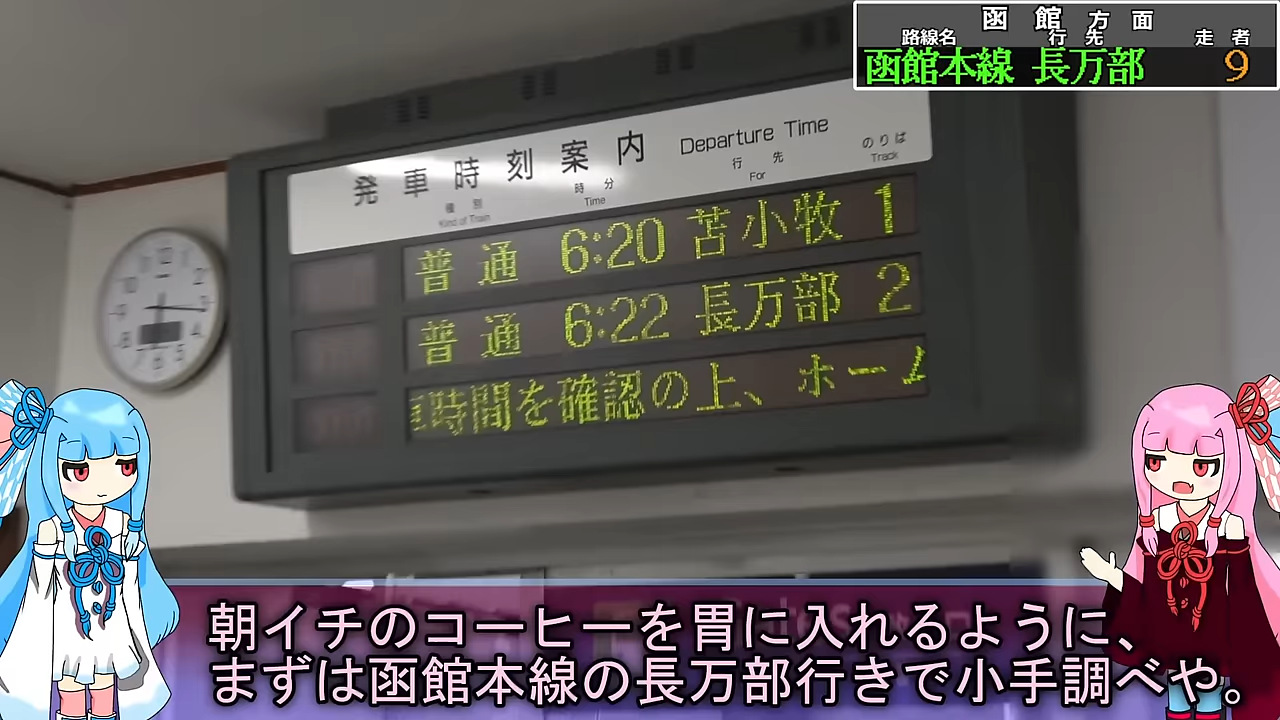 函館方面
路線名 行先 走者
函館本線 長万部 9
発車時刻案内 Departure Time
種別 時分 行先 のりば
Kind of Train Time For Track
普通 6:20 苫小牧 1
普通 6:22 長万部 2
時間を確認の上、ホー
朝イチのコーヒーを胃に入れるように、
まずは函館本線の長万部行きで小手調べや。